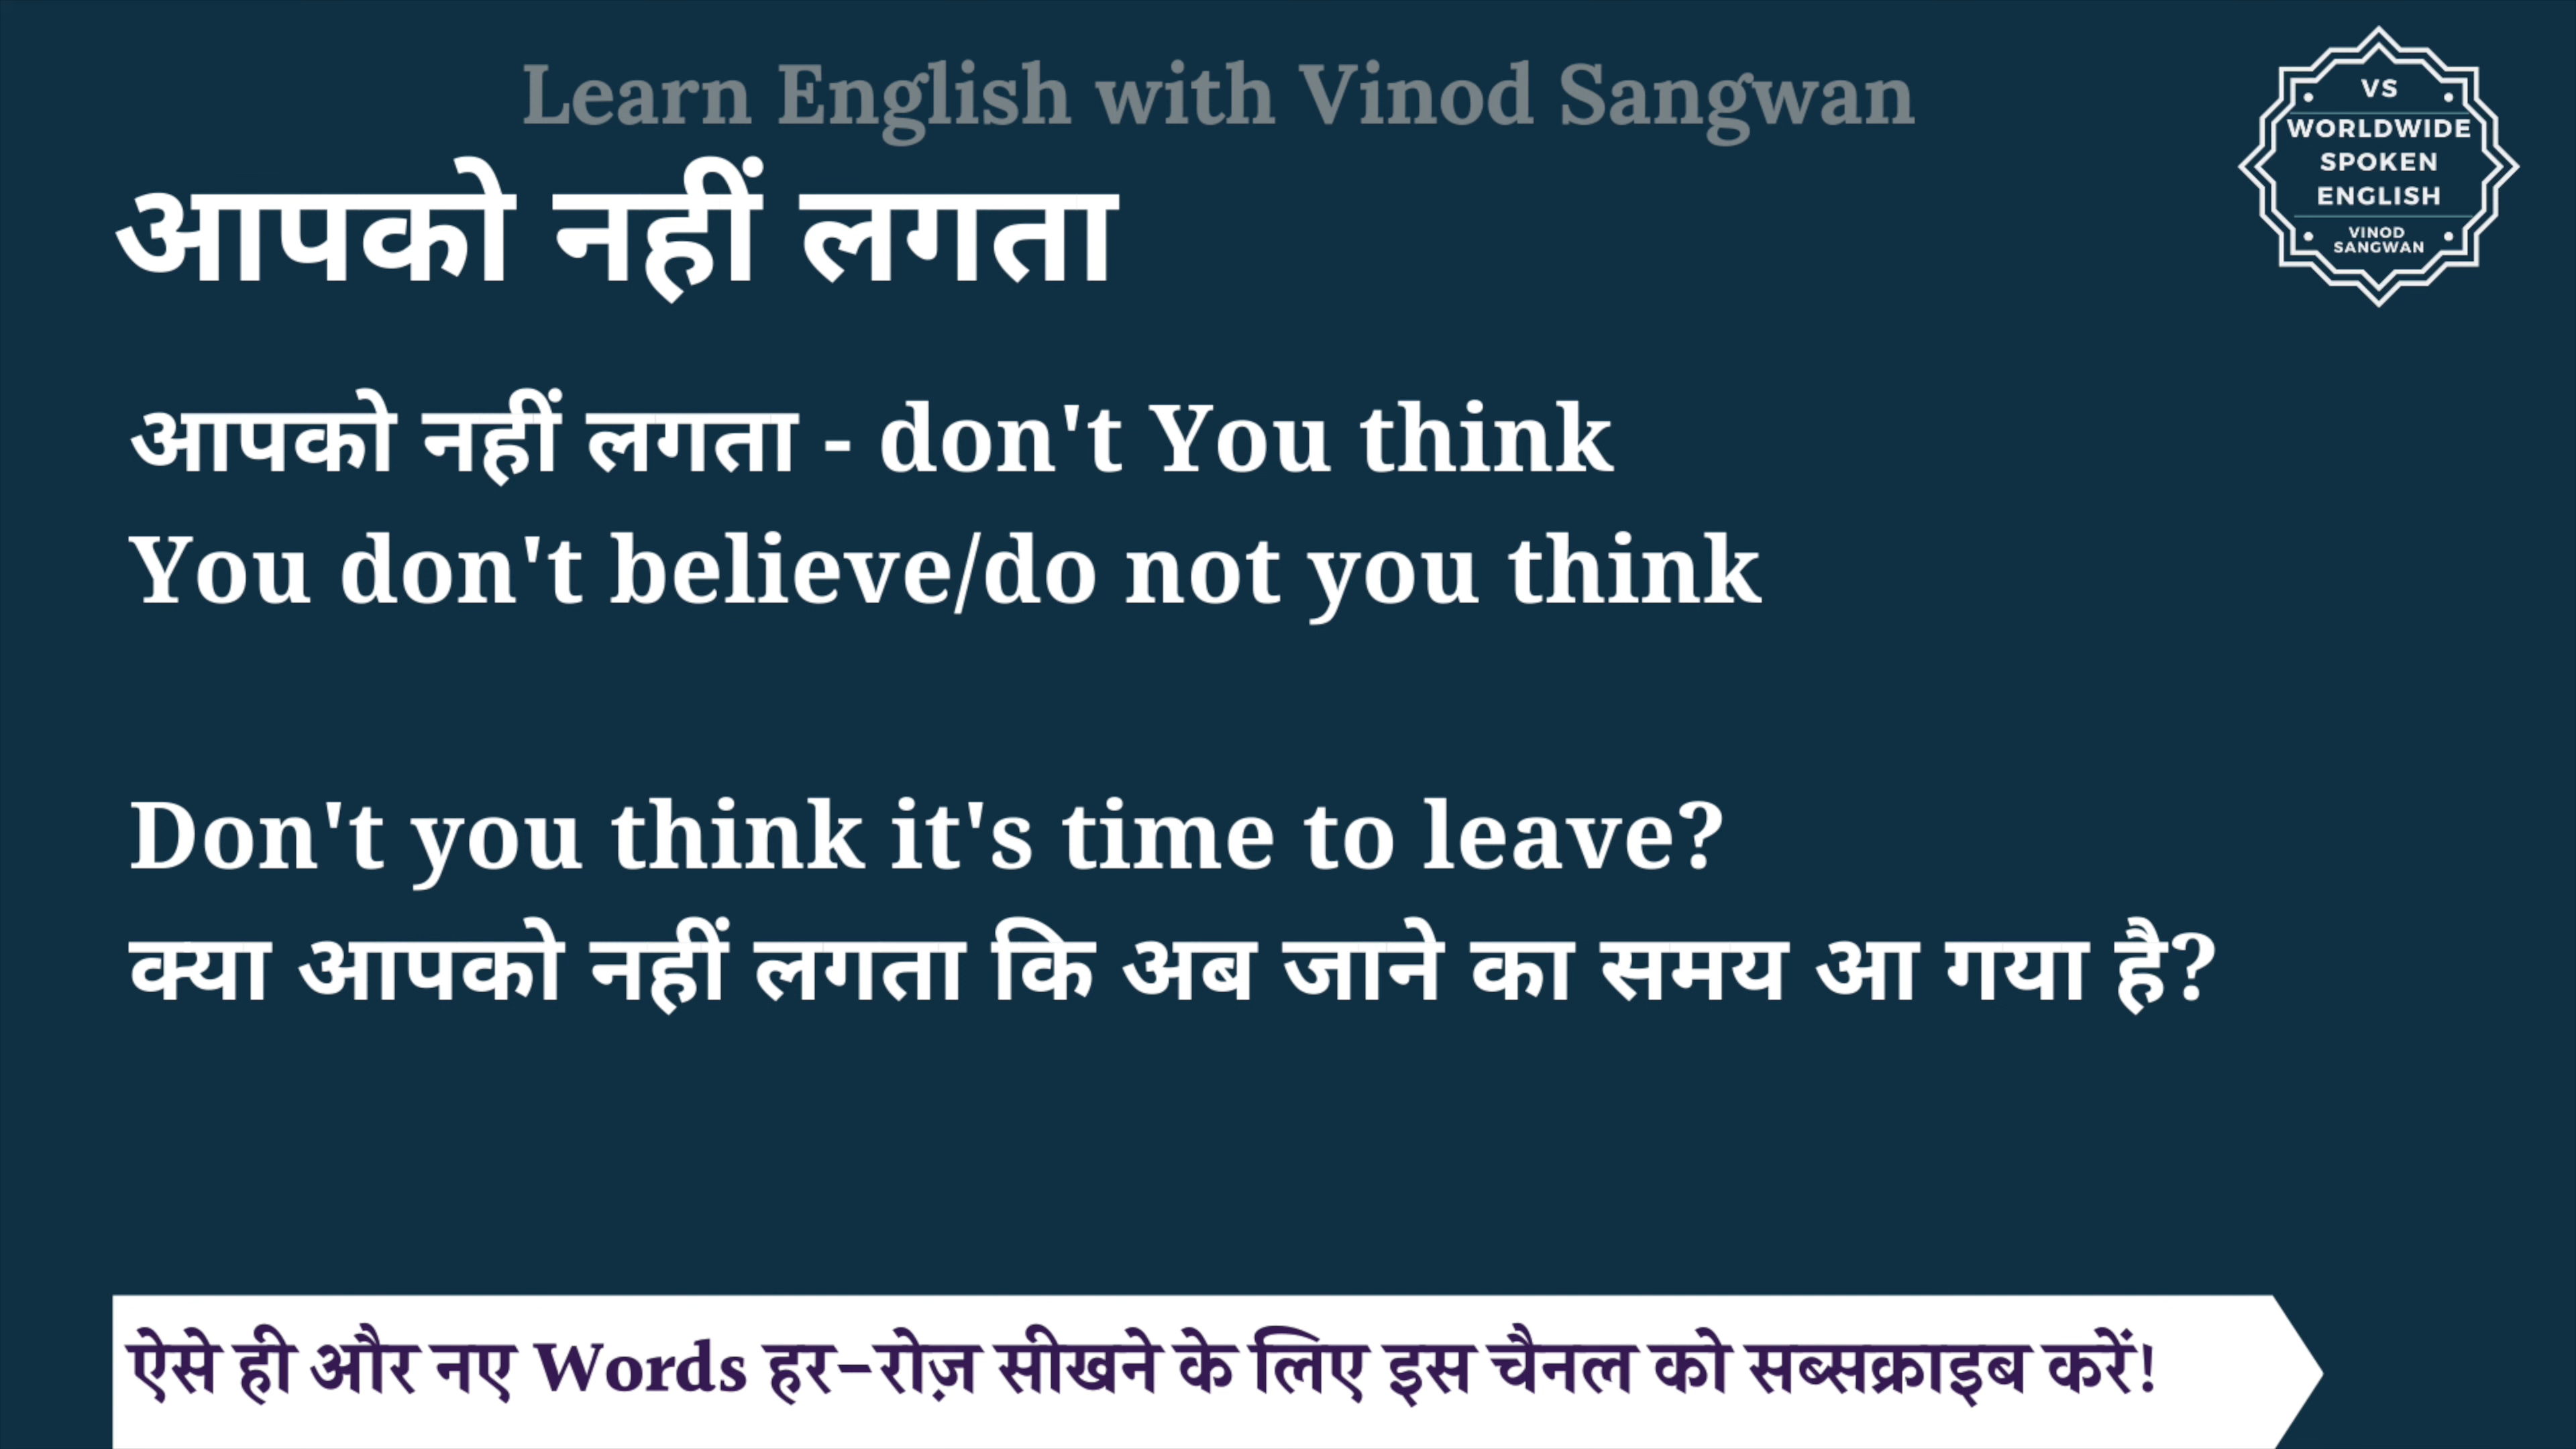 Learn English with Vinod Sangwan
VS
WORLDWIDE
SPOKEN
ENGLISH
VINOD
SANGWAN
आपको नहीं लगता
आपको नहीं लगता - don't You think
You don't believe/do not you think
Don't you think it's time to leave?
क्या आपको नहीं लगता कि अब जाने का समय आ गया है?
ऐसे ही और नए Words हर-रोज़ सीखने के लिए इस चैनल को सब्सक्राइब करें!